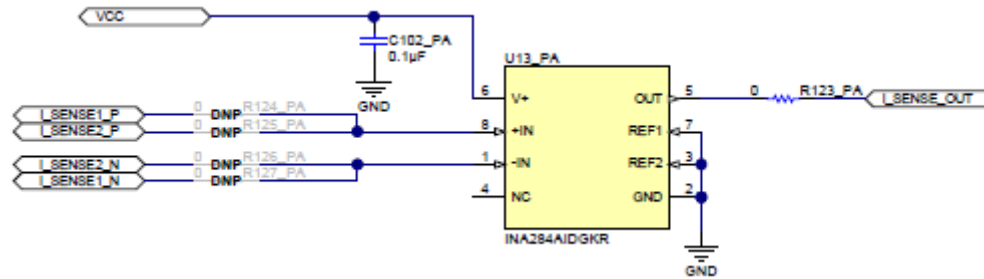 VCC
C102_PA
0.1µF
GND
U13_PA
6 V+ OUT 5 0 R123_PA I_SENSE_OUT
I_SENSE1_P 0 DNP R124_PA
I_SENSE2_P 0 DNP R125_PA 8 +IN REF1 7
I_SENSE2_N 0 DNP R126_PA 1 -IN REF2 3
I_SENSE1_N 0 DNP R127_PA
4 NC GND 2
INA284AIDGKR
GND